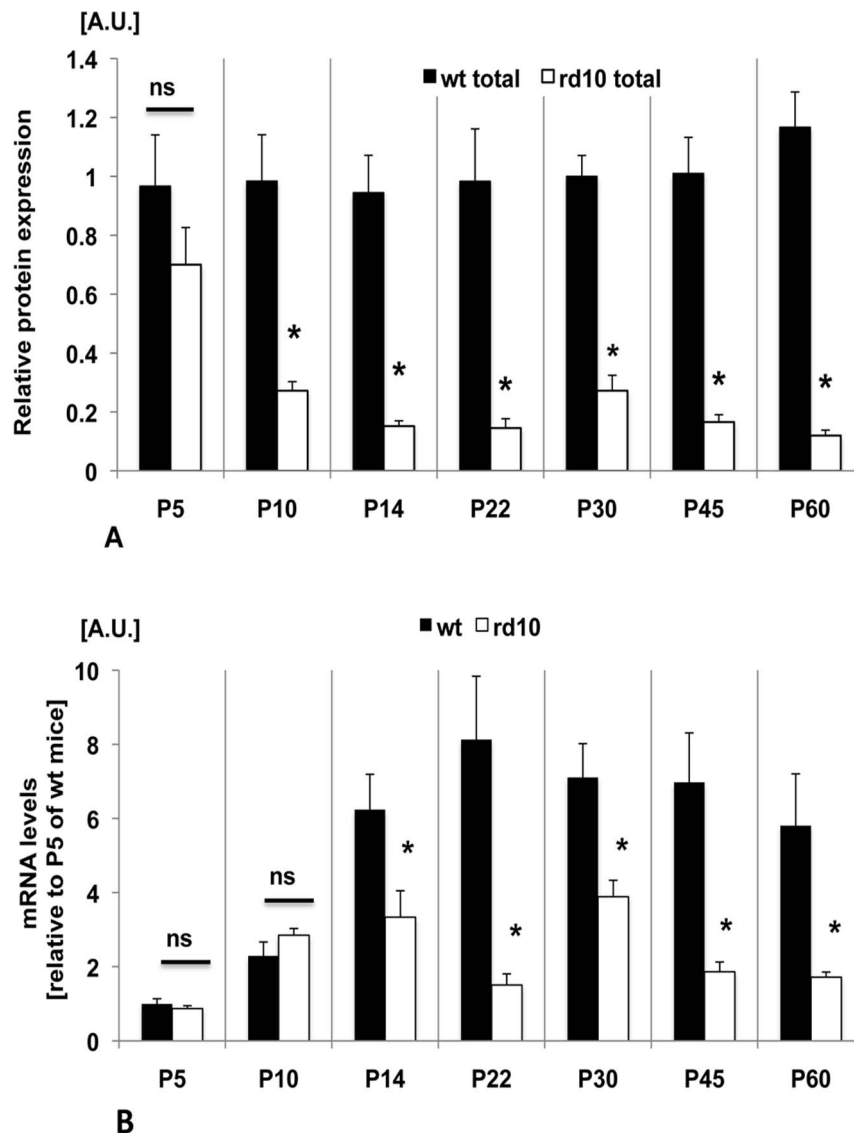 [A.U.]
Relative protein expression
1.4
1.2
1
0.8
0.6
0.4
0.2
0
wt total rd10 total
ns
*
*
*
*
*
*
P5 P10 P14 P22 P30 P45 P60
A
[A.U.]
wt rd10
mRNA levels
[relative to P5 of wt mice]
10
8
6
4
2
0
ns
ns
*
*
*
*
*
P5 P10 P14 P22 P30 P45 P60
B